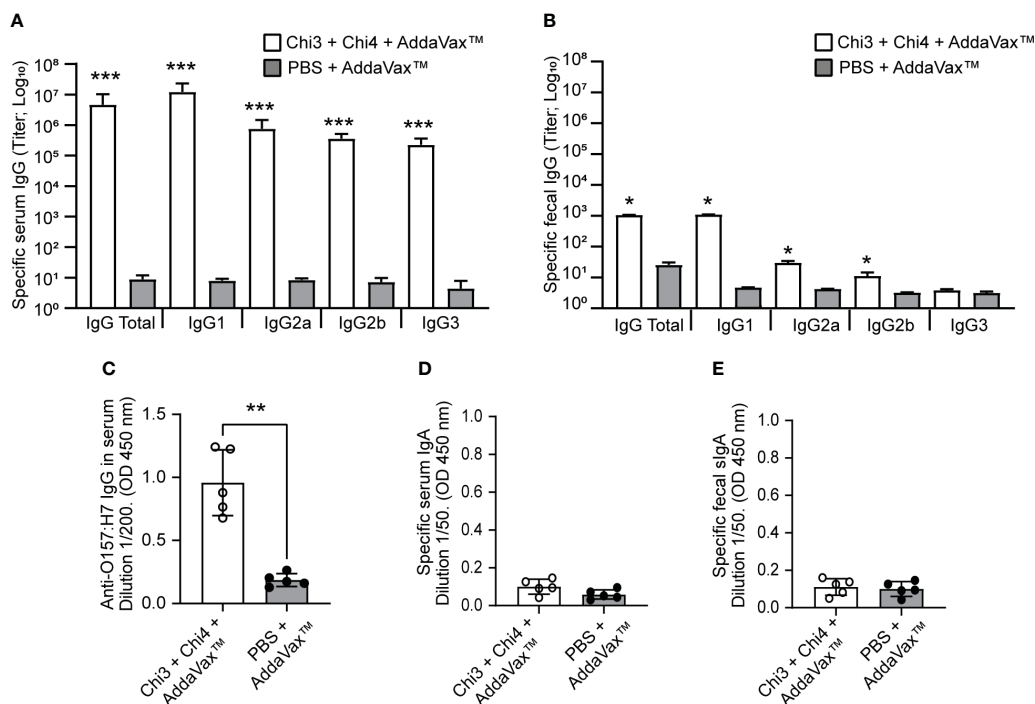 A
Chi3 + Chi4 + AddaVax™
PBS + AddaVax™
Specific serum IgG (Titer; Log₁₀)
10⁸
10⁷
10⁶
10⁵
10⁴
10³
10²
10¹
10⁰
***
***
***
***
***
IgG Total
IgG1
IgG2a
IgG2b
IgG3
B
Chi3 + Chi4 + AddaVax™
PBS + AddaVax™
Specific fecal IgG (Titer; Log₁₀)
10⁸
10⁷
10⁶
10⁵
10⁴
10³
10²
10¹
10⁰
*
*
*
*
IgG Total
IgG1
IgG2a
IgG2b
IgG3
C
Anti-O157:H7 IgG in serum
Dilution 1/200. (OD 450 nm)
1.5
1.0
0.5
0.0
**
Chi3 + Chi4 +
AddaVax™
PBS +
AddaVax™
D
Specific serum IgA
Dilution 1/50. (OD 450 nm)
1.0
0.8
0.6
0.4
0.2
0.0
Chi3 + Chi4 +
AddaVax™
PBS +
AddaVax™
E
Specific fecal sIgA
Dilution 1/50. (OD 450 nm)
1.0
0.8
0.6
0.4
0.2
0.0
Chi3 + Chi4 +
AddaVax™
PBS +
AddaVax™